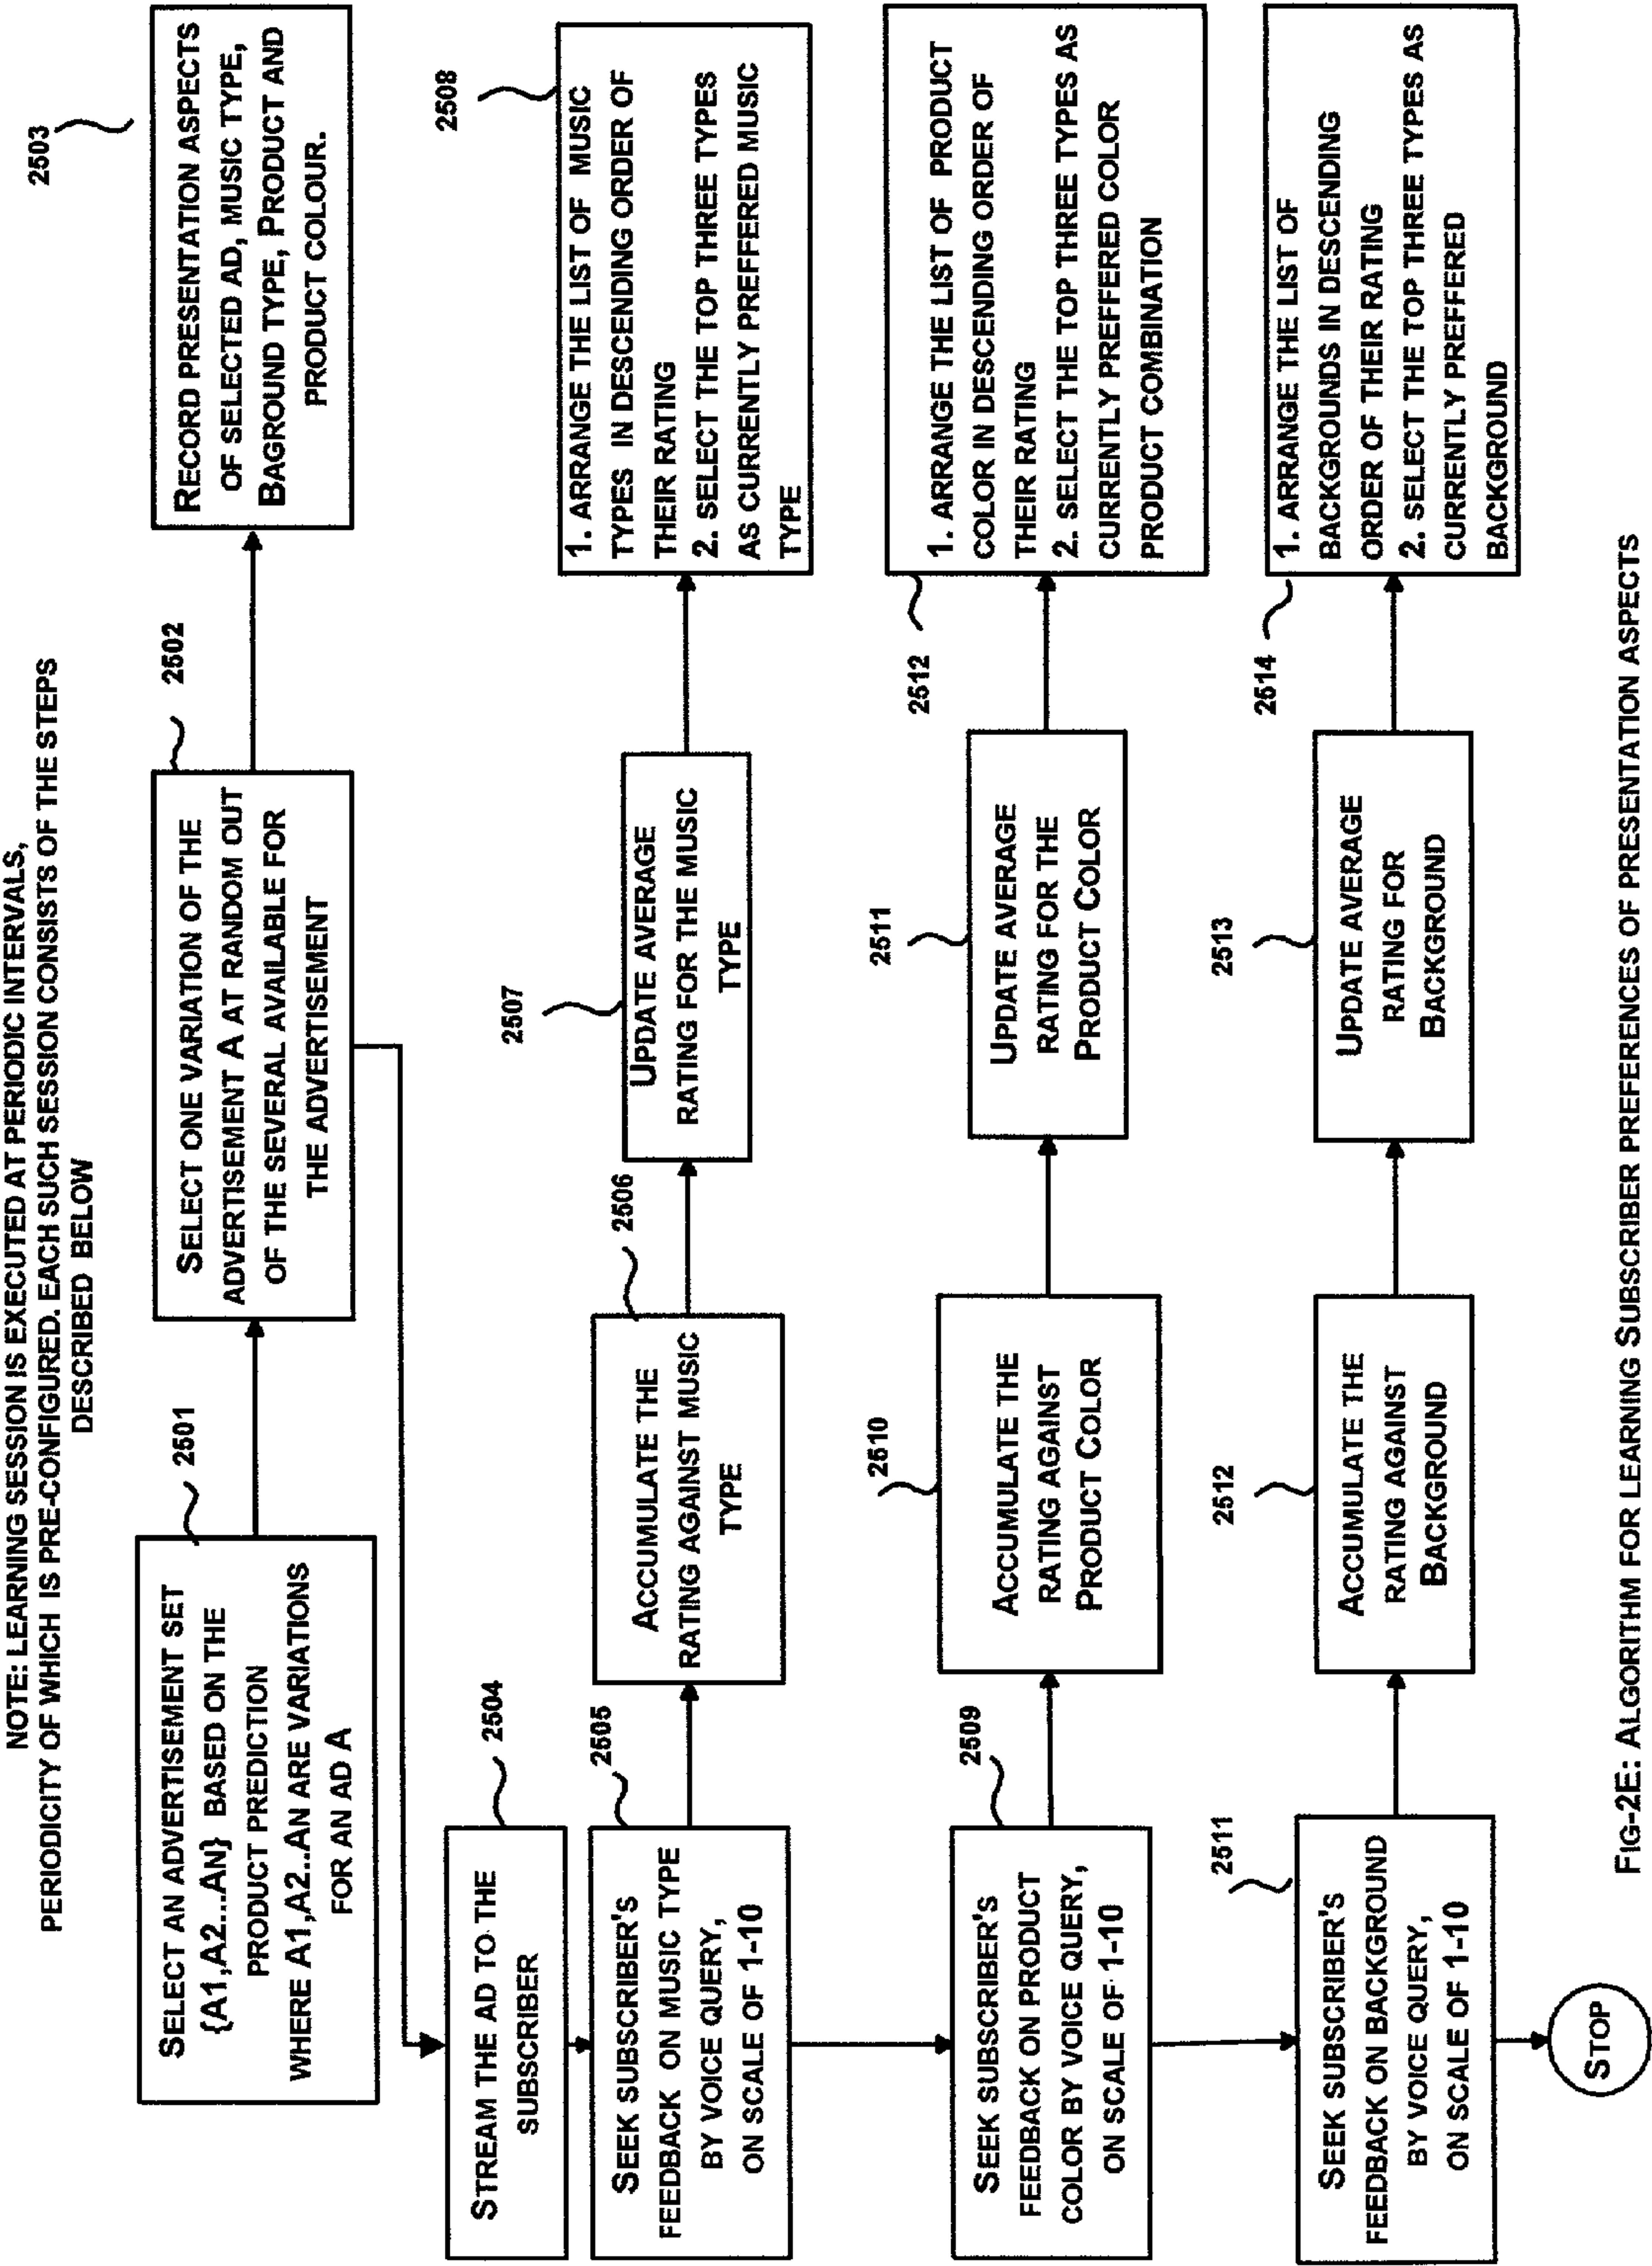 NOTE: LEARNING SESSION IS EXECUTED AT PERIODIC INTERVALS,
PERIODICITY OF WHICH IS PRE-CONFIGURED. EACH SUCH SESSION CONSISTS OF THE STEPS
DESCRIBED BELOW
2501
SELECT AN ADVERTISEMENT SET
{A1,A2...AN} BASED ON THE
PRODUCT PREDICTION
WHERE A1,A2..AN ARE VARIATIONS
FOR AN AD A
2502
SELECT ONE VARIATION OF THE
ADVERTISEMENT A AT RANDOM OUT
OF THE SEVERAL AVAILABLE FOR
THE ADVERTISEMENT
2503
RECORD PRESENTATION ASPECTS
OF SELECTED AD, MUSIC TYPE,
BAGROUND TYPE, PRODUCT AND
PRODUCT COLOUR.
2504
STREAM THE AD TO THE
SUBSCRIBER
2505
SEEK SUBSCRIBER'S
FEEDBACK ON MUSIC TYPE
BY VOICE QUERY,
ON SCALE OF 1-10
2506
ACCUMULATE THE
RATING AGAINST MUSIC
TYPE
2507
UPDATE AVERAGE
RATING FOR THE MUSIC
TYPE
2508
1. ARRANGE THE LIST OF MUSIC
TYPES IN DESCENDING ORDER OF
THEIR RATING
2. SELECT THE TOP THREE TYPES
AS CURRENTLY PREFFERED MUSIC
TYPE
2509
SEEK SUBSCRIBER'S
FEEDBACK ON PRODUCT
COLOR BY VOICE QUERY,
ON SCALE OF 1-10
2510
ACCUMULATE THE
RATING AGAINST
PRODUCT COLOR
2511
UPDATE AVERAGE
RATING FOR THE
PRODUCT COLOR
2512
1. ARRANGE THE LIST OF PRODUCT
COLOR IN DESCENDING ORDER OF
THEIR RATING
2. SELECT THE TOP THREE TYPES AS
CURRENTLY PREFFERED COLOR
PRODUCT COMBINATION
2511
SEEK SUBSCRIBER'S
FEEDBACK ON BACKGROUND
BY VOICE QUERY,
ON SCALE OF 1-10
2512
ACCUMULATE THE
RATING AGAINST
BACKGROUND
2513
UPDATE AVERAGE
RATING FOR
BACKGROUND
2514
1. ARRANGE THE LIST OF
BACKGROUNDS IN DESCENDING
ORDER OF THEIR RATING
2. SELECT THE TOP THREE TYPES AS
CURRENTLY PREFFERED
BACKGROUND
STOP
FIG-2E: ALGORITHM FOR LEARNING SUBSCRIBER PREFERENCES OF PRESENTATION ASPECTS